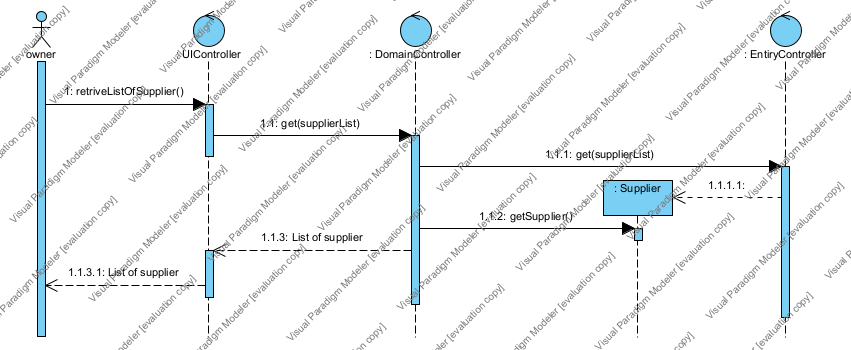 owner
UIController
: DomainController
: EntiryController
1: retriveListOfSupplier()
1.1: get(supplierList)
1.1.1: get(supplierList)
: Supplier
1.1.1.1:
1.1.2: getSupplier()
1.1.3: List of supplier
1.1.3.1: List of supplier
Visual Paradigm Modeler [evaluation copy]